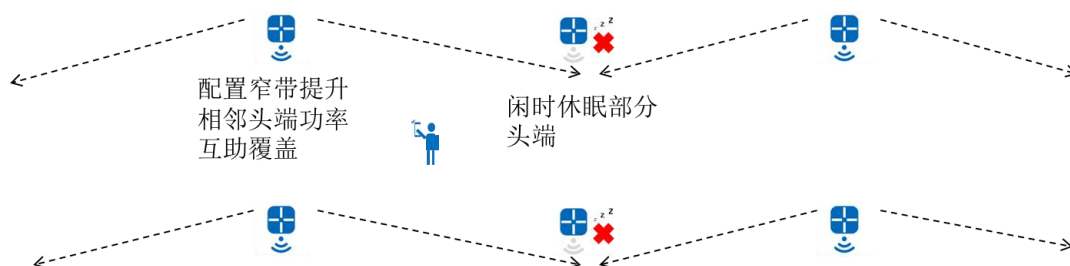 z z z
配置窄带提升
相邻头端功率
互助覆盖
闲时休眠部分
头端
z z z